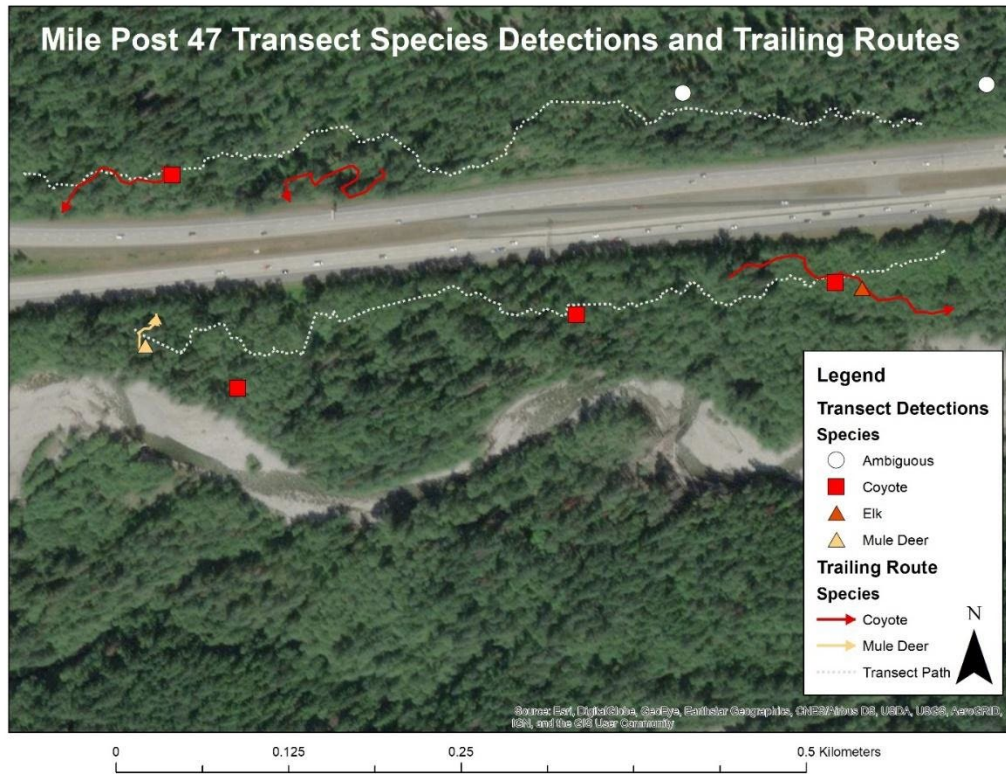 Mile Post 47 Transect Species Detections and Trailing Routes
Legend
Transect Detections
Species
Ambiguous
Coyote
Elk
Mule Deer
Trailing Route
Species
Coyote
Mule Deer
Transect Path
N
Source: Esri, DigitalGlobe, GeoEye, Earthstar Geographics, CNES/Airbus DS, USDA, USGS, AeroGRID,
IGN, and the GIS User Community
0 0.125 0.25 0.5 Kilometers